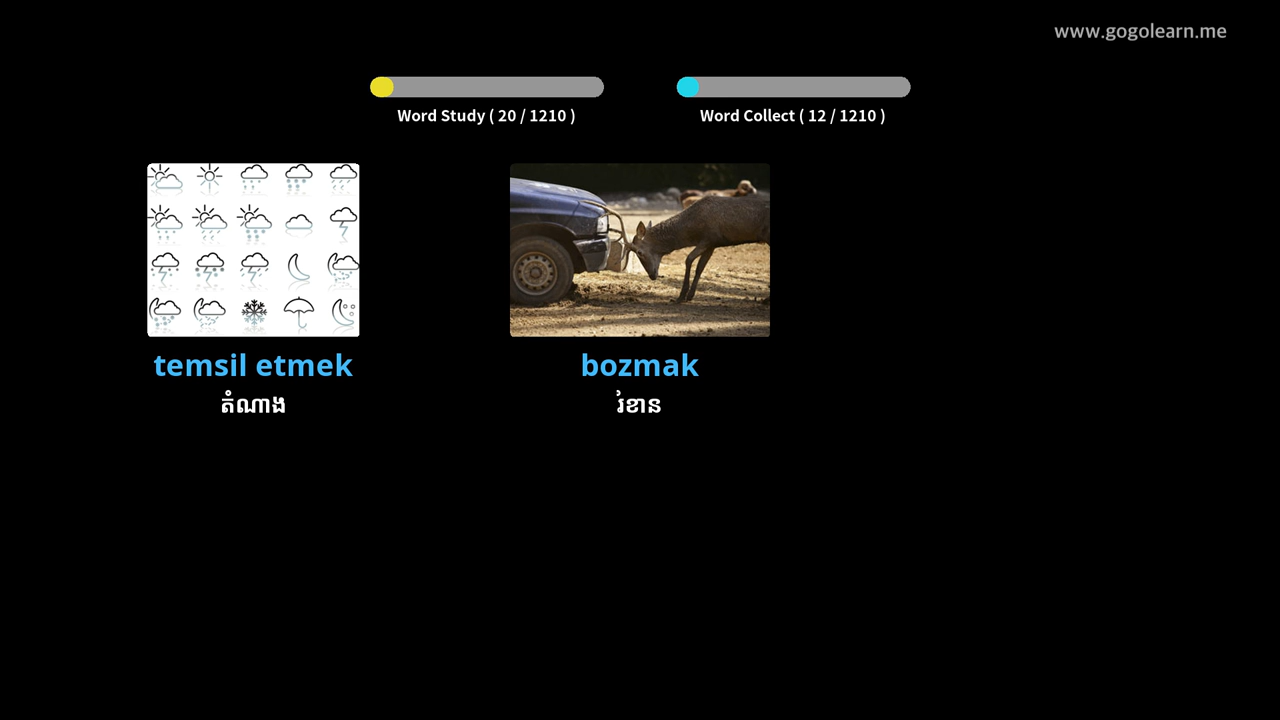 www.gogolearn.me
Word Study ( 20 / 1210 )
Word Collect ( 12 / 1210 )
temsil etmek
តំណាង
bozmak
រំខាន